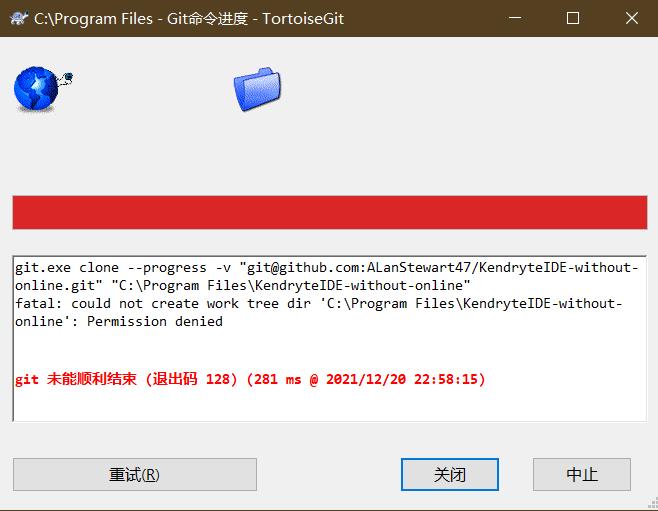 C:\Program Files - Git命令进度 - TortoiseGit
git.exe clone --progress -v "git@github.com:ALanStewart47/KendryteIDE-without-
online.git" "C:\Program Files\KendryteIDE-without-online"
fatal: could not create work tree dir 'C:\Program Files\KendryteIDE-without-
online': Permission denied
git 未能顺利结束 (退出码 128) (281 ms @ 2021/12/20 22:58:15)
重试(R)
关闭
中止